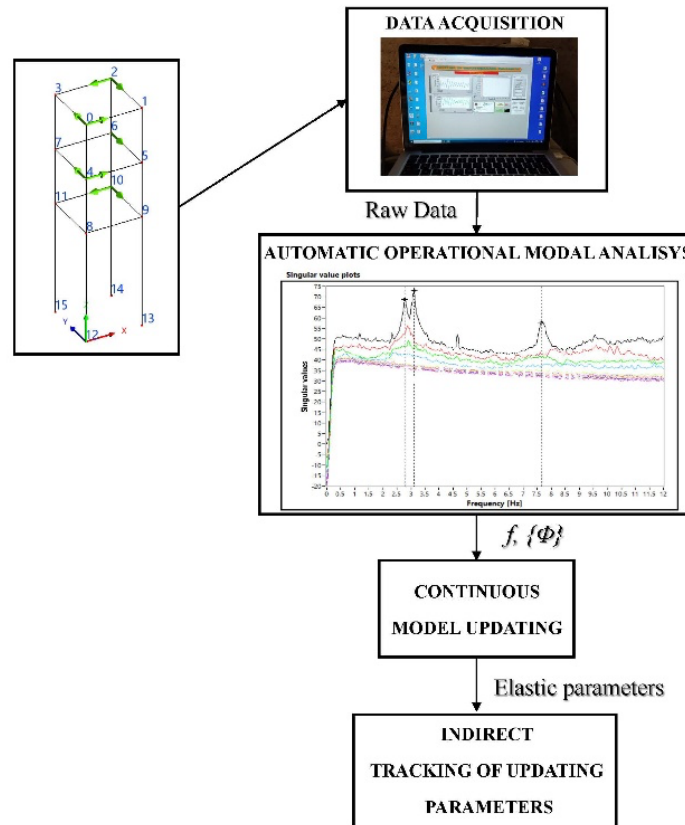 DATA ACQUISITION
2
3
1
0
6
7
5
4
10
11
9
8
14
15
13
12
Y
X
Raw Data
AUTOMATIC OPERATIONAL MODAL ANALISYS
Singular value plots
75
70
65
60
55
50
45
40
35
30
25
20
15
10
5
0
-5
-10
-15
-20
Singular values
0 0.5 1 1.5 2 2.5 3 3.5 4 4.5 5 5.5 6 6.5 7 7.5 8 8.5 9 9.5 10 10.5 11 11.5 12
Frequency [Hz]
f, {Φ}
CONTINUOUS
MODEL UPDATING
Elastic parameters
INDIRECT
TRACKING OF UPDATING
PARAMETERS